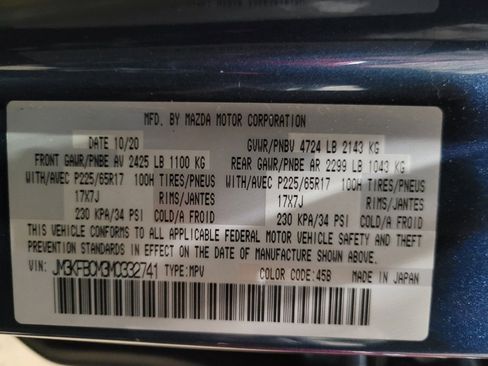 MFD. BY MAZDA MOTOR CORPORATION
DATE 10/20 GVWR/PNBV 4724 LB 2143 KG
FRONT GAWR/PNBE AV 2425 LB 1100 KG REAR GAWR/PNBE AR 2299 LB 1043 KG
WITH/AVEC P225/65R17 100H TIRES/PNEUS WITH/AVEC P225/65R17 100H TIRES/PNEUS
17X7J RIMS/JANTES 17X7J RIMS/JANTES
230 KPA/34 PSI COLD/A FROID 230 KPA/34 PSI COLD/A FROID
THIS VEHICLE CONFORMS TO ALL APPLICABLE FEDERAL MOTOR VEHICLE SAFETY AND THEFT
PREVENTION STANDARDS IN EFFECT ON THE DATE OF MANUFACTURE SHOWN ABOVE.
VIN: JM3KFBCM3M0332741 TYPE:MPV COLOR CODE:45B MADE IN JAPAN